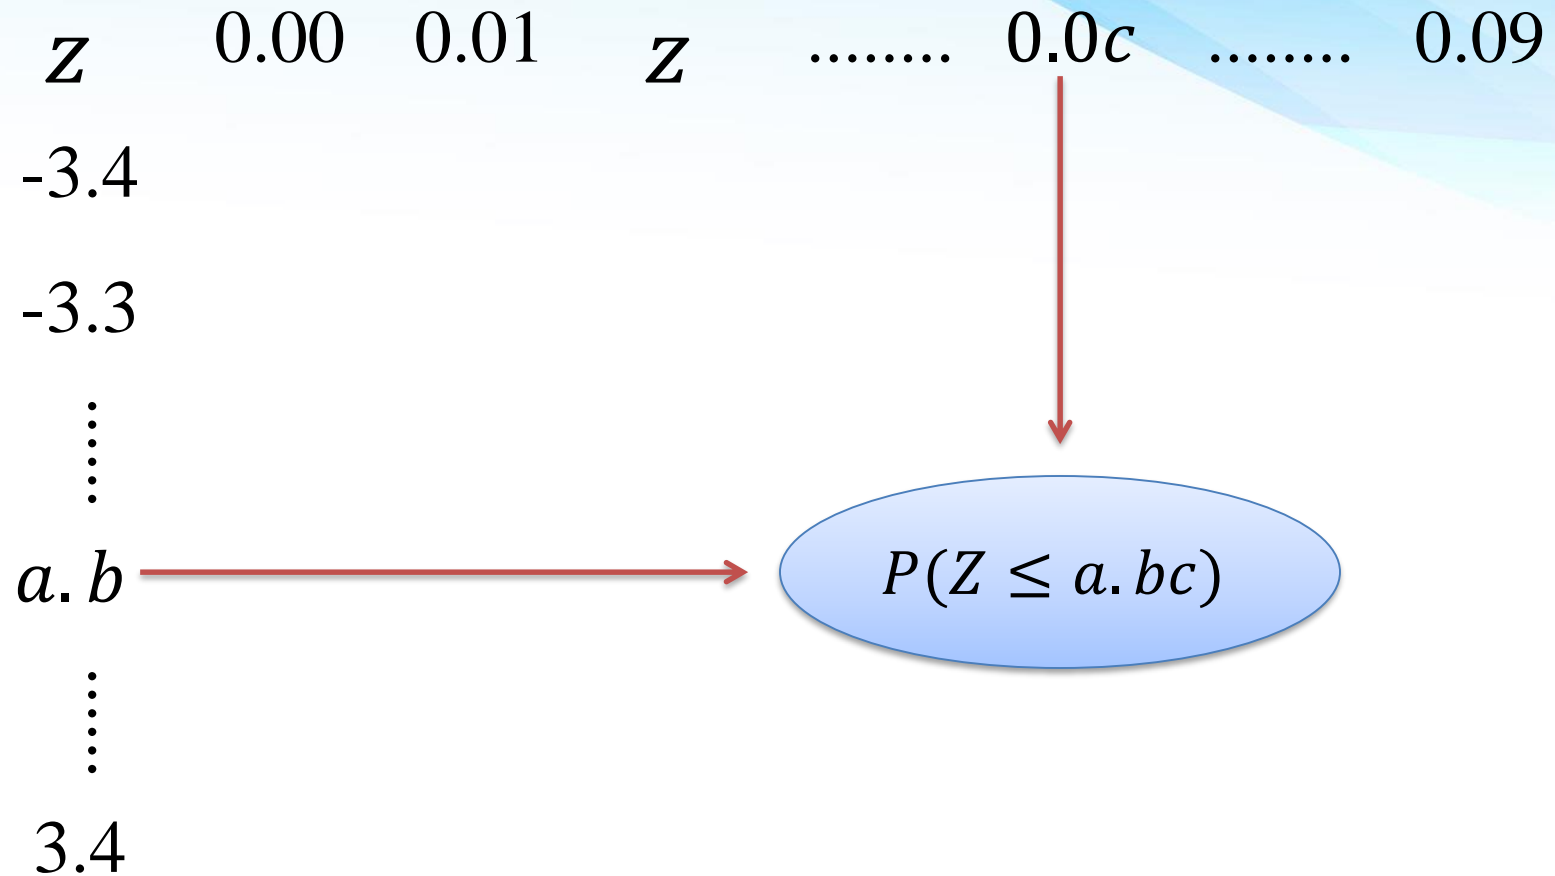 z 0.00 0.01 z ........ 0.0c ........ 0.09
-3.4
-3.3
......
a.b P(Z ≤ a.bc)
......
3.4